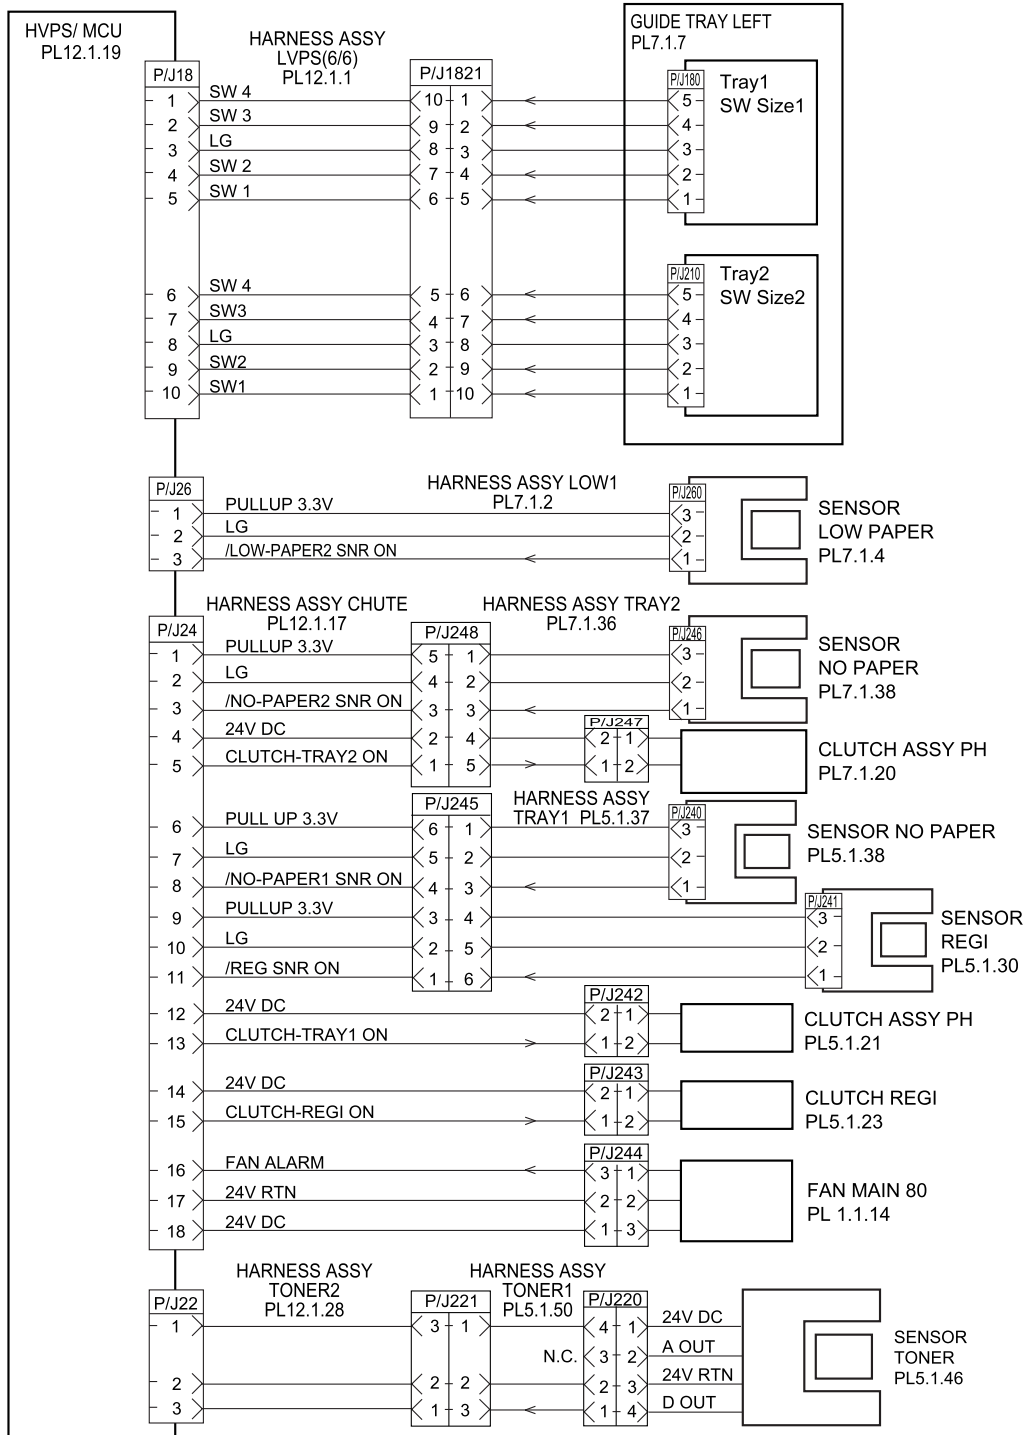 HVPS/ MCU
PL12.1.19
HARNESS ASSY
LVPS(6/6)
PL12.1.1
GUIDE TRAY LEFT
PL7.1.7
P/J18
P/J1821
P/J180
Tray1
SW Size1
1 SW 4 10 1 5
2 SW 3 9 2 4
3 LG 8 3 3
4 SW 2 7 4 2
5 SW 1 6 5 1
P/J210
Tray2
SW Size2
6 SW 4 5 6 5
7 SW3 4 7 4
8 LG 3 8 3
9 SW2 2 9 2
10 SW1 1 10 1
P/J26
HARNESS ASSY LOW1
PL7.1.2
P/J260
1 PULLUP 3.3V 3
2 LG 2
3 /LOW-PAPER2 SNR ON 1
SENSOR
LOW PAPER
PL7.1.4
HARNESS ASSY CHUTE
PL12.1.17
HARNESS ASSY TRAY2
PL7.1.36
P/J24
P/J248
P/J246
1 PULLUP 3.3V 5 1 3
2 LG 4 2 2
3 /NO-PAPER2 SNR ON 3 3 1
SENSOR
NO PAPER
PL7.1.38
P/J247
4 24V DC 2 4 2 1
5 CLUTCH-TRAY2 ON 1 5 1 2
CLUTCH ASSY PH
PL7.1.20
P/J245
HARNESS ASSY
TRAY1 PL5.1.37
P/J240
6 PULL UP 3.3V 6 1 3
7 LG 5 2 2
8 /NO-PAPER1 SNR ON 4 3 1
SENSOR NO PAPER
PL5.1.38
P/J241
9 PULLUP 3.3V 3 4 3
10 LG 2 5 2
11 /REG SNR ON 1 6 1
SENSOR
REGI
PL5.1.30
P/J242
12 24V DC 2 1
13 CLUTCH-TRAY1 ON 1 2
CLUTCH ASSY PH
PL5.1.21
P/J243
14 24V DC 2 1
15 CLUTCH-REGI ON 1 2
CLUTCH REGI
PL5.1.23
P/J244
16 FAN ALARM 3 1
17 24V RTN 2 2
18 24V DC 1 3
FAN MAIN 80
PL 1.1.14
HARNESS ASSY
TONER2
PL12.1.28
HARNESS ASSY
TONER1
PL5.1.50
P/J22
P/J221
P/J220
1 3 1 4 1 24V DC
N.C. 3 2 A OUT
2 2 2 2 3 24V RTN
3 1 3 1 4 D OUT
SENSOR
TONER
PL5.1.46